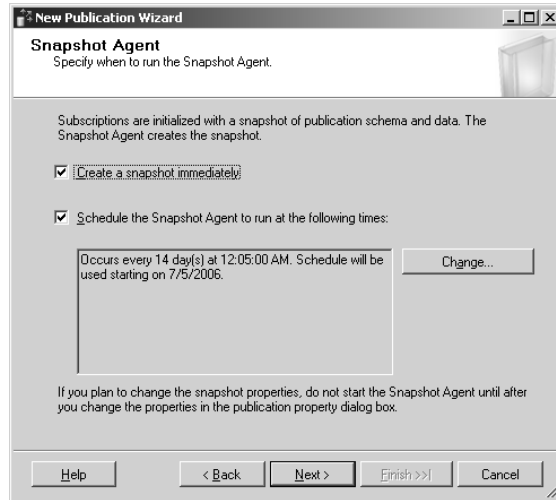 New Publication Wizard
Snapshot Agent
Specify when to run the Snapshot Agent.
Subscriptions are initialized with a snapshot of publication schema and data. The
Snapshot Agent creates the snapshot.
Create a snapshot immediately
Schedule the Snapshot Agent to run at the following times:
Occurs every 14 day(s) at 12:05:00 AM. Schedule will be
used starting on 7/5/2006.
Change...
If you plan to change the snapshot properties, do not start the Snapshot Agent until after
you change the properties in the publication property dialog box.
Help
< Back
Next >
Finish >>|
Cancel